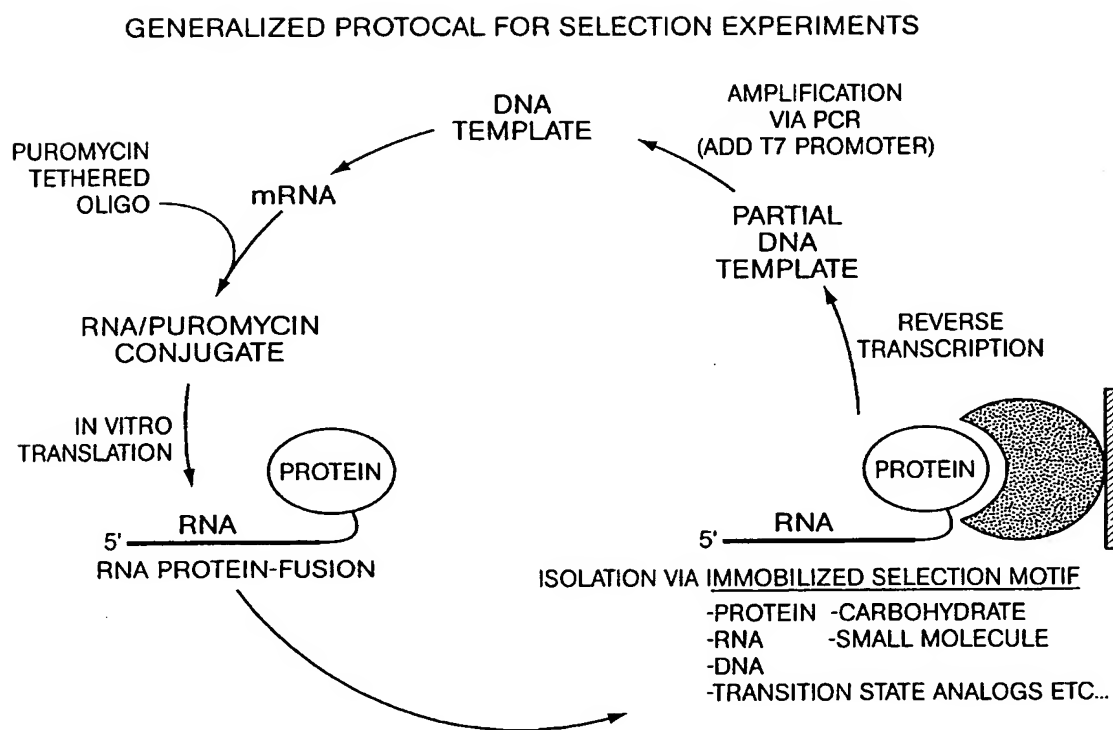 GENERALIZED PROTOCAL FOR SELECTION EXPERIMENTS
DNA
TEMPLATE
AMPLIFICATION
VIA PCR
(ADD T7 PROMOTER)
PUROMYCIN
TETHERED
OLIGO
mRNA
PARTIAL
DNA
TEMPLATE
RNA/PUROMYCIN
CONJUGATE
REVERSE
TRANSCRIPTION
IN VITRO
TRANSLATION
PROTEIN
RNA
5'
RNA PROTEIN-FUSION
PROTEIN
RNA
5'
ISOLATION VIA IMMOBILIZED SELECTION MOTIF
-PROTEIN -CARBOHYDRATE
-RNA -SMALL MOLECULE
-DNA
-TRANSITION STATE ANALOGS ETC...